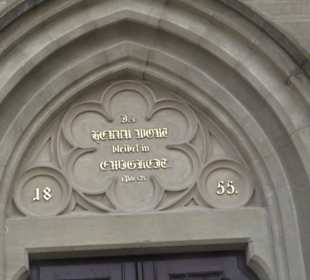 Des
HERRN WORT
bleibet in
EWIGKEIT.
18 55.